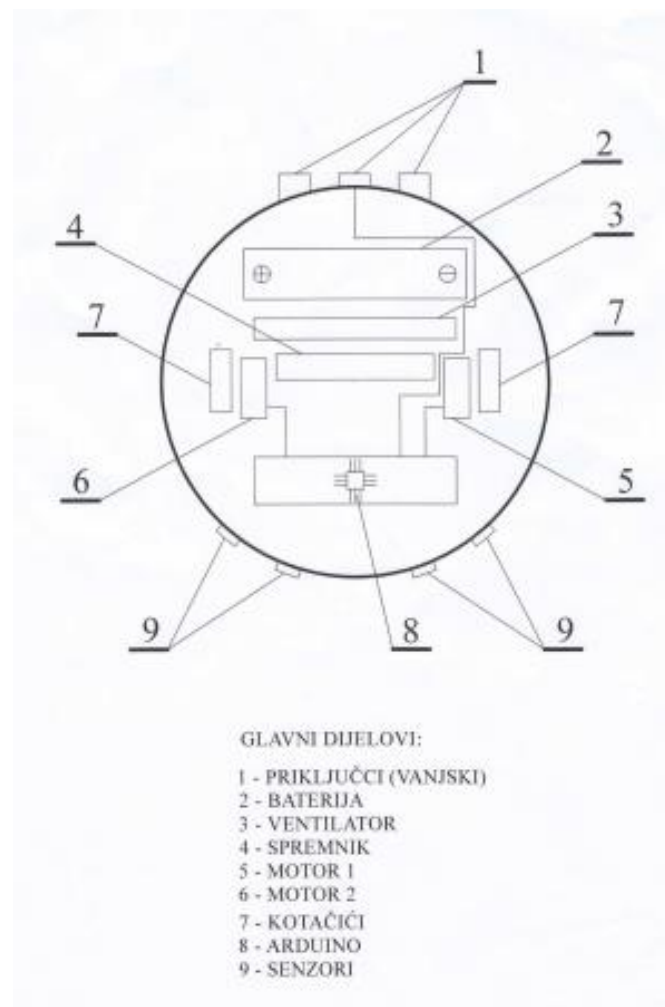 1
2
3
4
7
7
6
5
9
8
9
GLAVNI DIJELOVI:
1 - PRIKLJUČCI (VANJSKI)
2 - BATERIJA
3 - VENTILATOR
4 - SPREMNIK
5 - MOTOR 1
6 - MOTOR 2
7 - KOTAČIĆI
8 - ARDUINO
9 - SENZORI